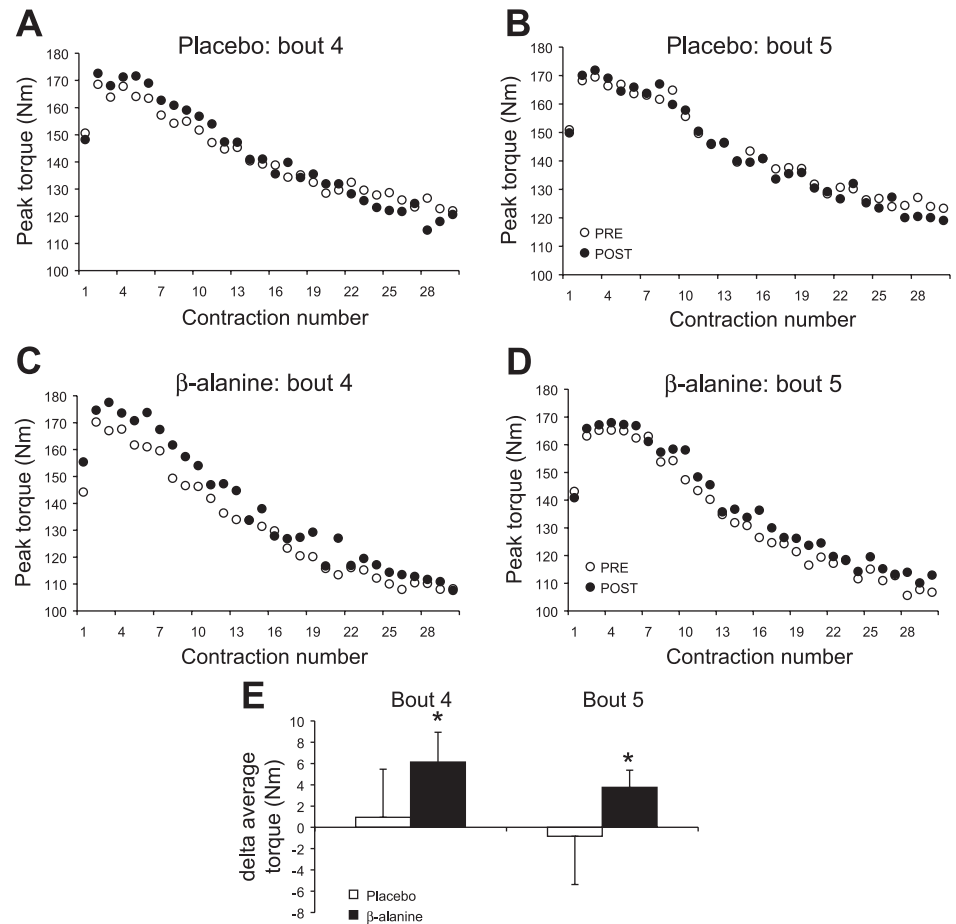 A
Placebo: bout 4
Peak torque (Nm)
180
170
160
150
140
130
120
110
100
1 4 7 10 13 16 19 22 25 28
Contraction number
B
Placebo: bout 5
Peak torque (Nm)
180
170
160
150
140
130
120
110
100
PRE
POST
1 4 7 10 13 16 19 22 25 28
Contraction number
C
β-alanine: bout 4
Peak torque (Nm)
180
170
160
150
140
130
120
110
100
1 4 7 10 13 16 19 22 25 28
Contraction number
D
β-alanine: bout 5
Peak torque (Nm)
180
170
160
150
140
130
120
110
100
PRE
POST
1 4 7 10 13 16 19 22 25 28
Contraction number
E
Bout 4 Bout 5
delta average
torque (Nm)
10
8
6
4
2
0
-2
-4
-6
-8
* *
Placebo
β-alanine